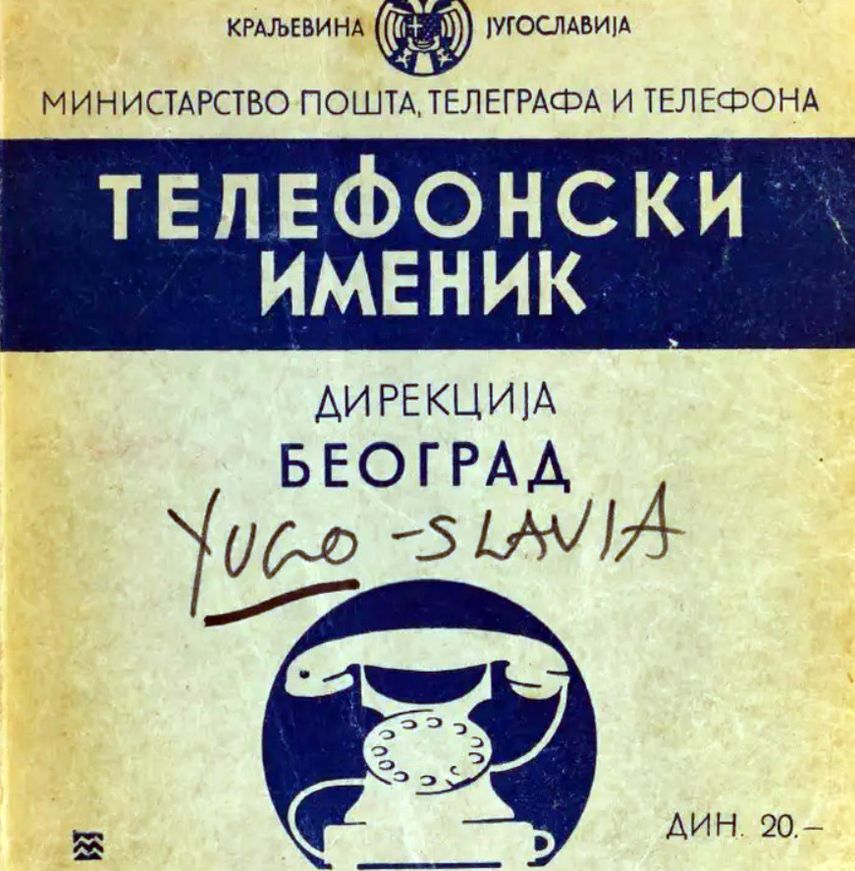 КРАЉЕВИНА ЈУГОСЛАВИЈА
МИНИСТАРСТВО ПОШТА, ТЕЛЕГРАФА И ТЕЛЕФОНА
ТЕЛЕФОНСКИ
ИМЕНИК
ДИРЕКЦИЈА
БЕОГРАД
YUGO-SLAVIA
ДИН. 20.–